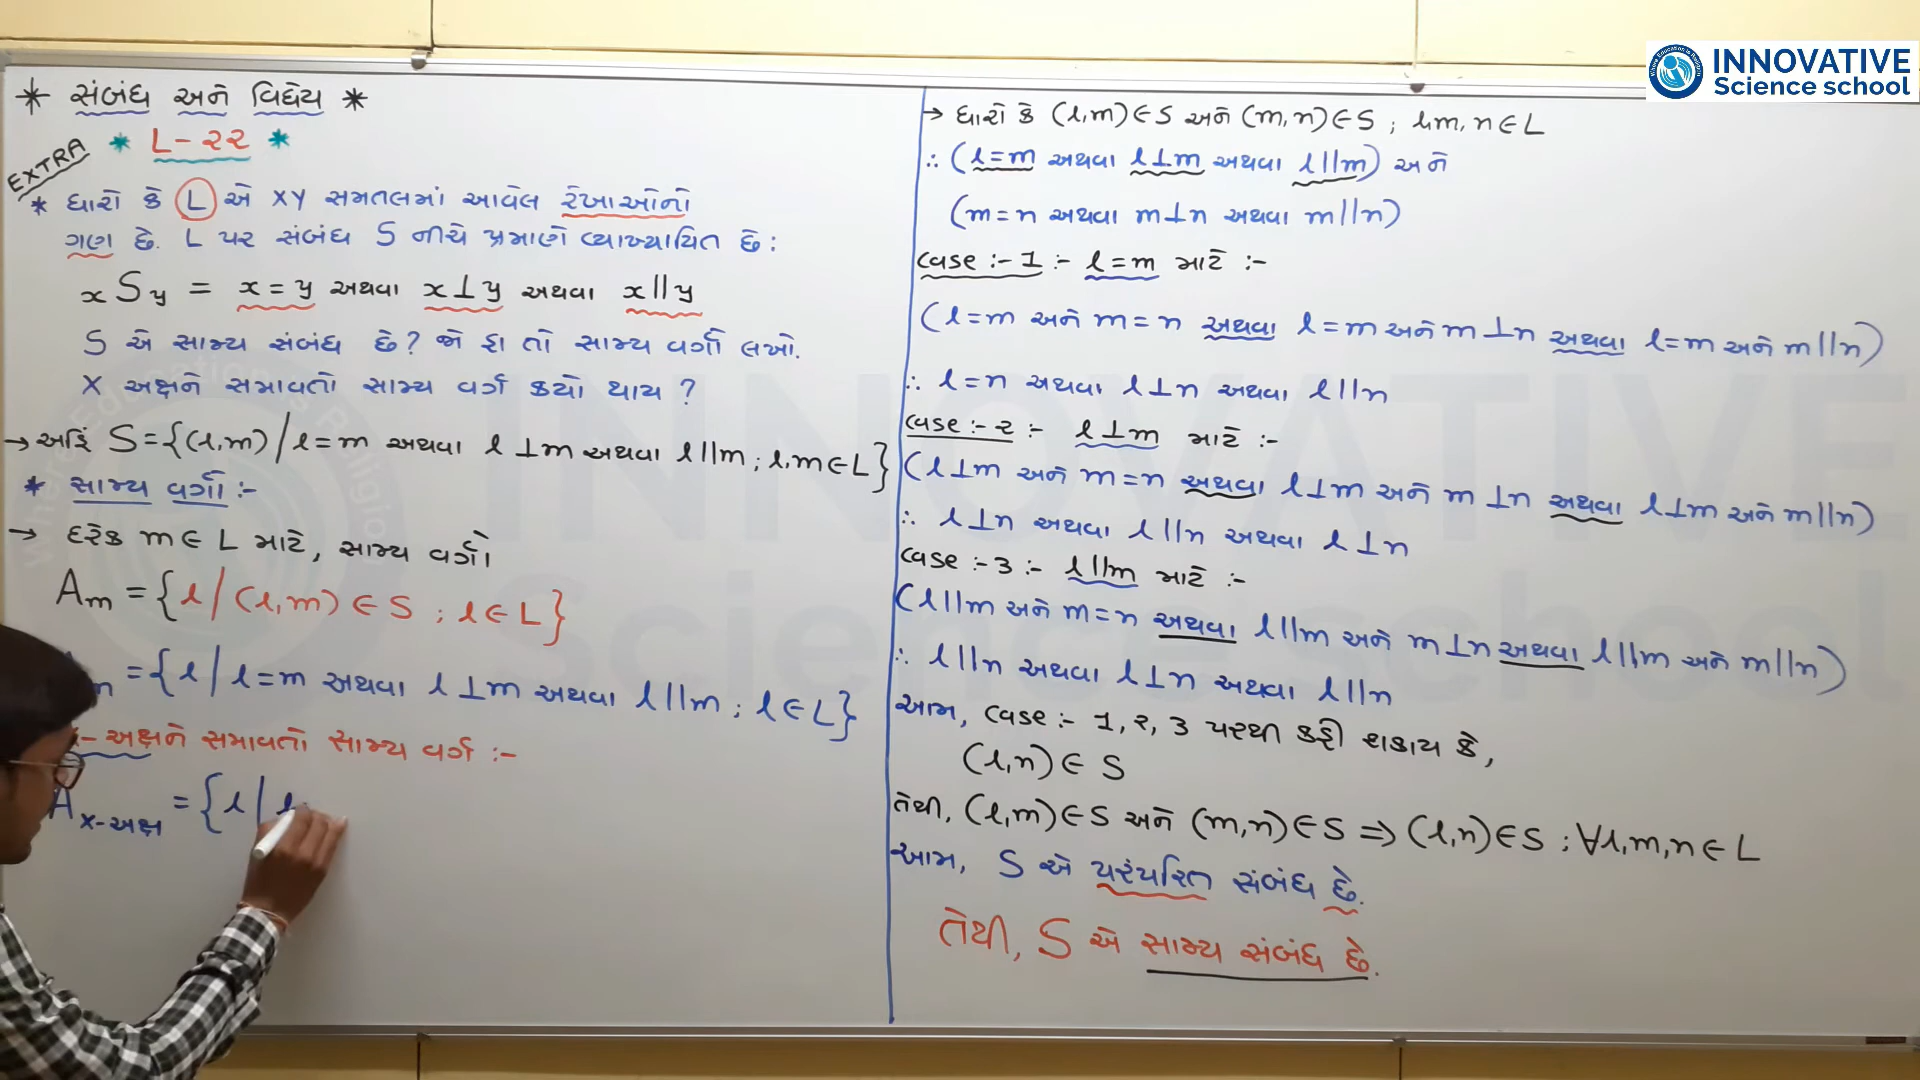 INNOVATIVE
Science school
* સંબંધ અને વિધેય *
* L-૨૨ *
EXTRA
* ધારો કે L એ XY સમતલમાં આવેલ રેખાઓનો
ગણ છે. L પર સંબંધ S નીચે પ્રમાણે વ્યાખ્યાયિત છે:
xSy = x=y અથવા x⊥y અથવા x||y
S એ સામ્ય સંબંધ છે? જો હા તો સામ્ય વર્ગો લખો.
X અક્ષને સમાવતો સામ્ય વર્ગ કયો થાય?
→ અહિં S={(l,m)/l=m અથવા l⊥m અથવા l||m; l,m∈L}
* સામ્ય વર્ગો :-
→ દરેક m∈L માટે, સામ્ય વર્ગો
Am = {l/(l,m)∈S ; l∈L}
m = {l/l=m અથવા l⊥m અથવા l||m; l∈L}
- અક્ષને સમાવતો સામ્ય વર્ગ :-
A x-અક્ષ = {l/l
→ ધારો કે (l,m)∈S અને (m,n)∈S ; l,m,n∈L
∴ (l=m અથવા l⊥m અથવા l||m) અને
(m=n અથવા m⊥n અથવા m||n)
case :- 1 :- l=m માટે :-
(l=m અને m=n અથવા l=m અને m⊥n અથવા l=m અને m||n)
∴ l=n અથવા l⊥n અથવા l||n
case :- ૨ :- l⊥m માટે :-
(l⊥m અને m=n અથવા l⊥m અને m⊥n અથવા l⊥m અને m||n)
∴ l⊥n અથવા l||n અથવા l⊥n
case :- 3 :- l||m માટે :-
(l||m અને m=n અથવા l||m અને m⊥n અથવા l||m અને m||n)
∴ l||n અથવા l⊥n અથવા l||n
આમ, case :- 1, ૨, 3 પરથી કહી શકાય કે,
(l,n)∈S
તેથી, (l,m)∈S અને (m,n)∈S ⇒ (l,n)∈S ; ∀l,m,n∈L
આમ, S એ પરંપરિત સંબંધ છે.
તેથી, S એ સામ્ય સંબંધ છે.